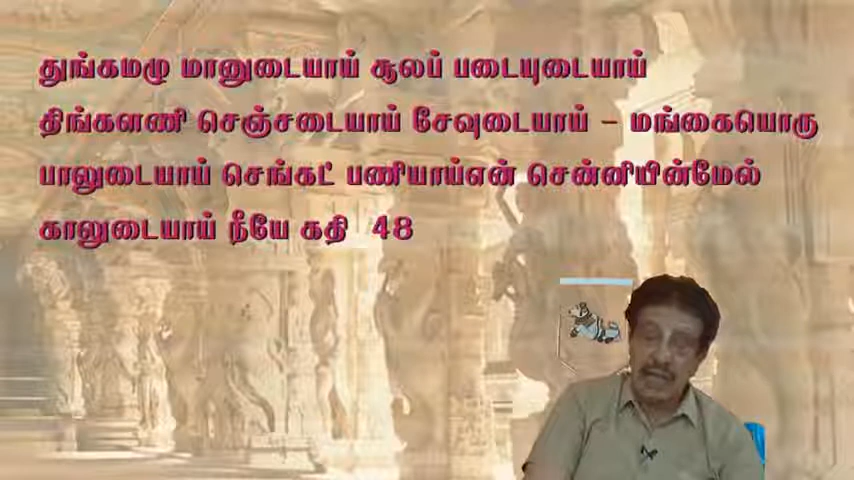 துங்கமழு மானுடையாய் சூலப் படையுடையாய்
திங்களணி செஞ்சடையாய் சேவுடையாய் – மங்கையொரு
பாலுடையாய் செங்கட் பணியாய்என் சென்னியின்மேல்
காலுடையாய் நீயே கதி 48